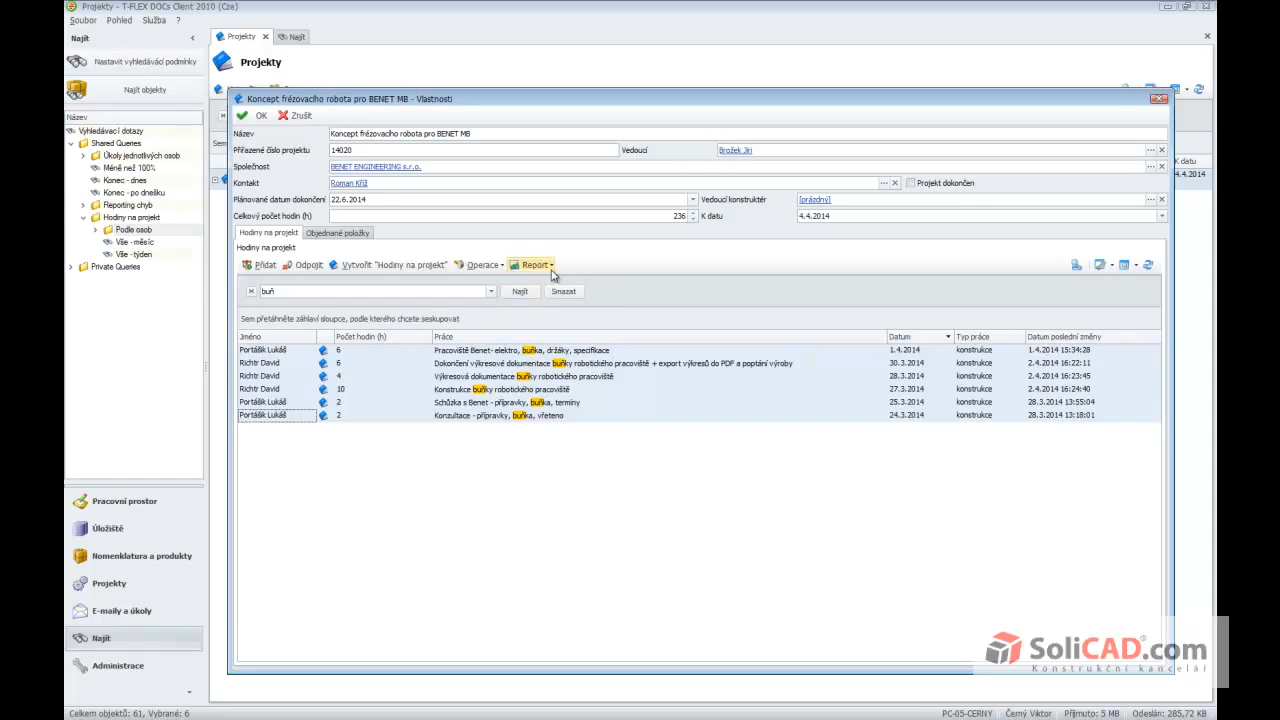 Projekty - T-FLEX DOCs Client 2010 (Cze)
Soubor Pohled Služba ?
Najít
Projekty Najít
Nastavit vyhledávací podmínky
Projekty
Najít objekty
Název
Vyhledávací dotazy
Shared Queries
Úkoly jednotlivých osob
Méně než 100%
Konec - dnes
Konec - po dnešku
Reporting chyb
Hodiny na projekt
Podle osob
Vše - měsíc
Vše - týden
Private Queries
Sem
K datu
4.4.2014
Koncept frézovacího robota pro BENET MB - Vlastnosti
OK Zrušit
Název Koncept frézovacího robota pro BENET MB
Přiřazené číslo projektu 14020 Vedoucí Brožek Jiri
Společnost BENET ENGINEERING s.r.o.
Kontakt Roman Kříž Projekt dokončen
Plánované datum dokončení 22.6.2014 Vedoucí konstruktér [prázdný]
Celkový počet hodin (h) 236 K datu 4.4.2014
Hodiny na projekt Objednané položky
Hodiny na projekt
Přidat Odpojit Vytvořit "Hodiny na projekt" Operace Report
buň Najít Smazat
Sem přetáhněte záhlaví sloupce, podle kterého chcete seskupovat
Jméno Počet hodin (h) Práce Datum Typ práce Datum poslední změny
Portášik Lukáš 6 Pracoviště Benet- elektro, buňka, držáky, specifikace 1.4.2014 konstrukce 1.4.2014 15:34:28
Richtr David 6 Dokončení výkresové dokumentace buňky robotického pracoviště + export výkresů do PDF a poptání výroby 30.3.2014 konstrukce 2.4.2014 16:22:11
Richtr David 4 Výkresová dokumentace buňky robotického pracoviště 28.3.2014 konstrukce 2.4.2014 16:23:45
Richtr David 10 Konstrukce buňky robotického pracoviště 27.3.2014 konstrukce 2.4.2014 16:24:40
Portášik Lukáš 2 Schůzka s Benet - přípravky, buňka, termíny 25.3.2014 konstrukce 28.3.2014 13:55:04
Portášik Lukáš 2 Konzultace - přípravky, buňka, vřeteno 24.3.2014 konstrukce 28.3.2014 13:18:01
Pracovní prostor
Úložiště
Nomenklatura a produkty
Projekty
E-maily a úkoly
Najít
Administrace
SoliCAD.com
Konstrukční kancelář
Celkem objektů: 61, Vybrané: 6 PC-05-CERNY Černý Viktor Přijmuto: 5 MB Odeslán: 285,72 KB